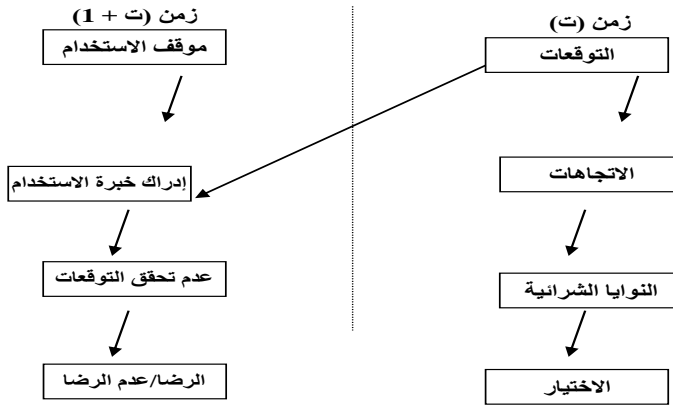 زمن (ت)
التوقعات
الاتجاهات
النوايا الشرائية
الاختيار
زمن (ت + 1)
موقف الاستخدام
إدراك خبرة الاستخدام
عدم تحقق التوقعات
الرضا/عدم الرضا